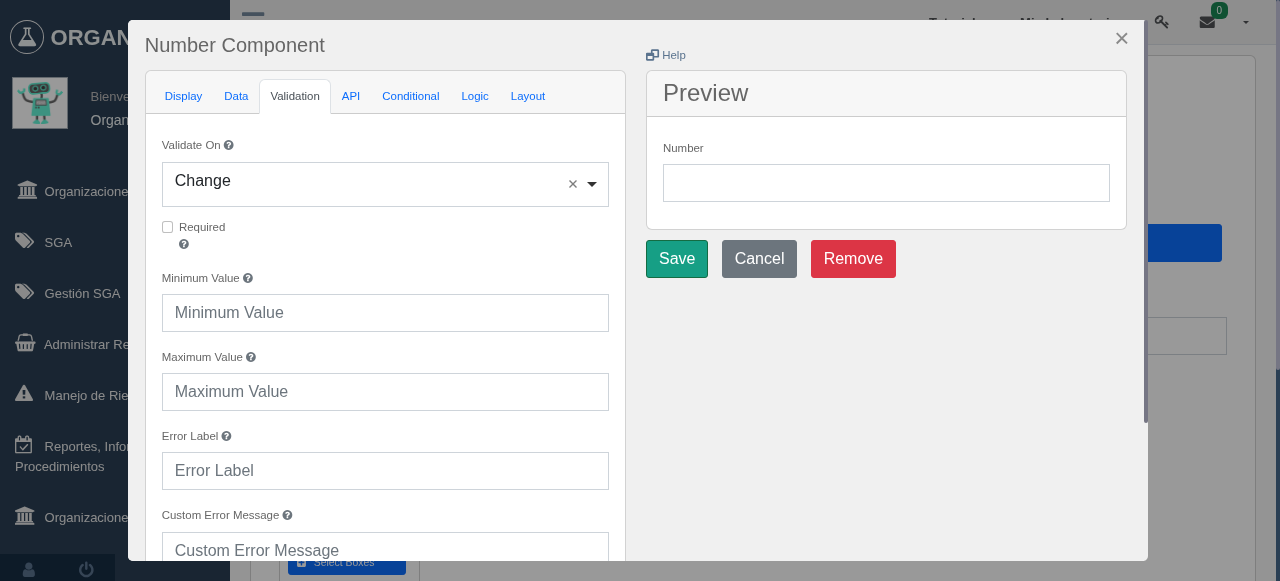 ORGAN
0
Number Component
×
Help
Display
Data
Validation
API
Conditional
Logic
Layout
Preview
Bienve
Organ
Validate On
Number
Change
×
Organizacione
Required
SGA
Save
Cancel
Remove
Minimum Value
Gestión SGA
Minimum Value
Administrar Re
Maximum Value
Maximum Value
Manejo de Rie
Error Label
Reportes, Infor
Procedimientos
Error Label
Organizacione
Custom Error Message
Custom Error Message
Select Boxes